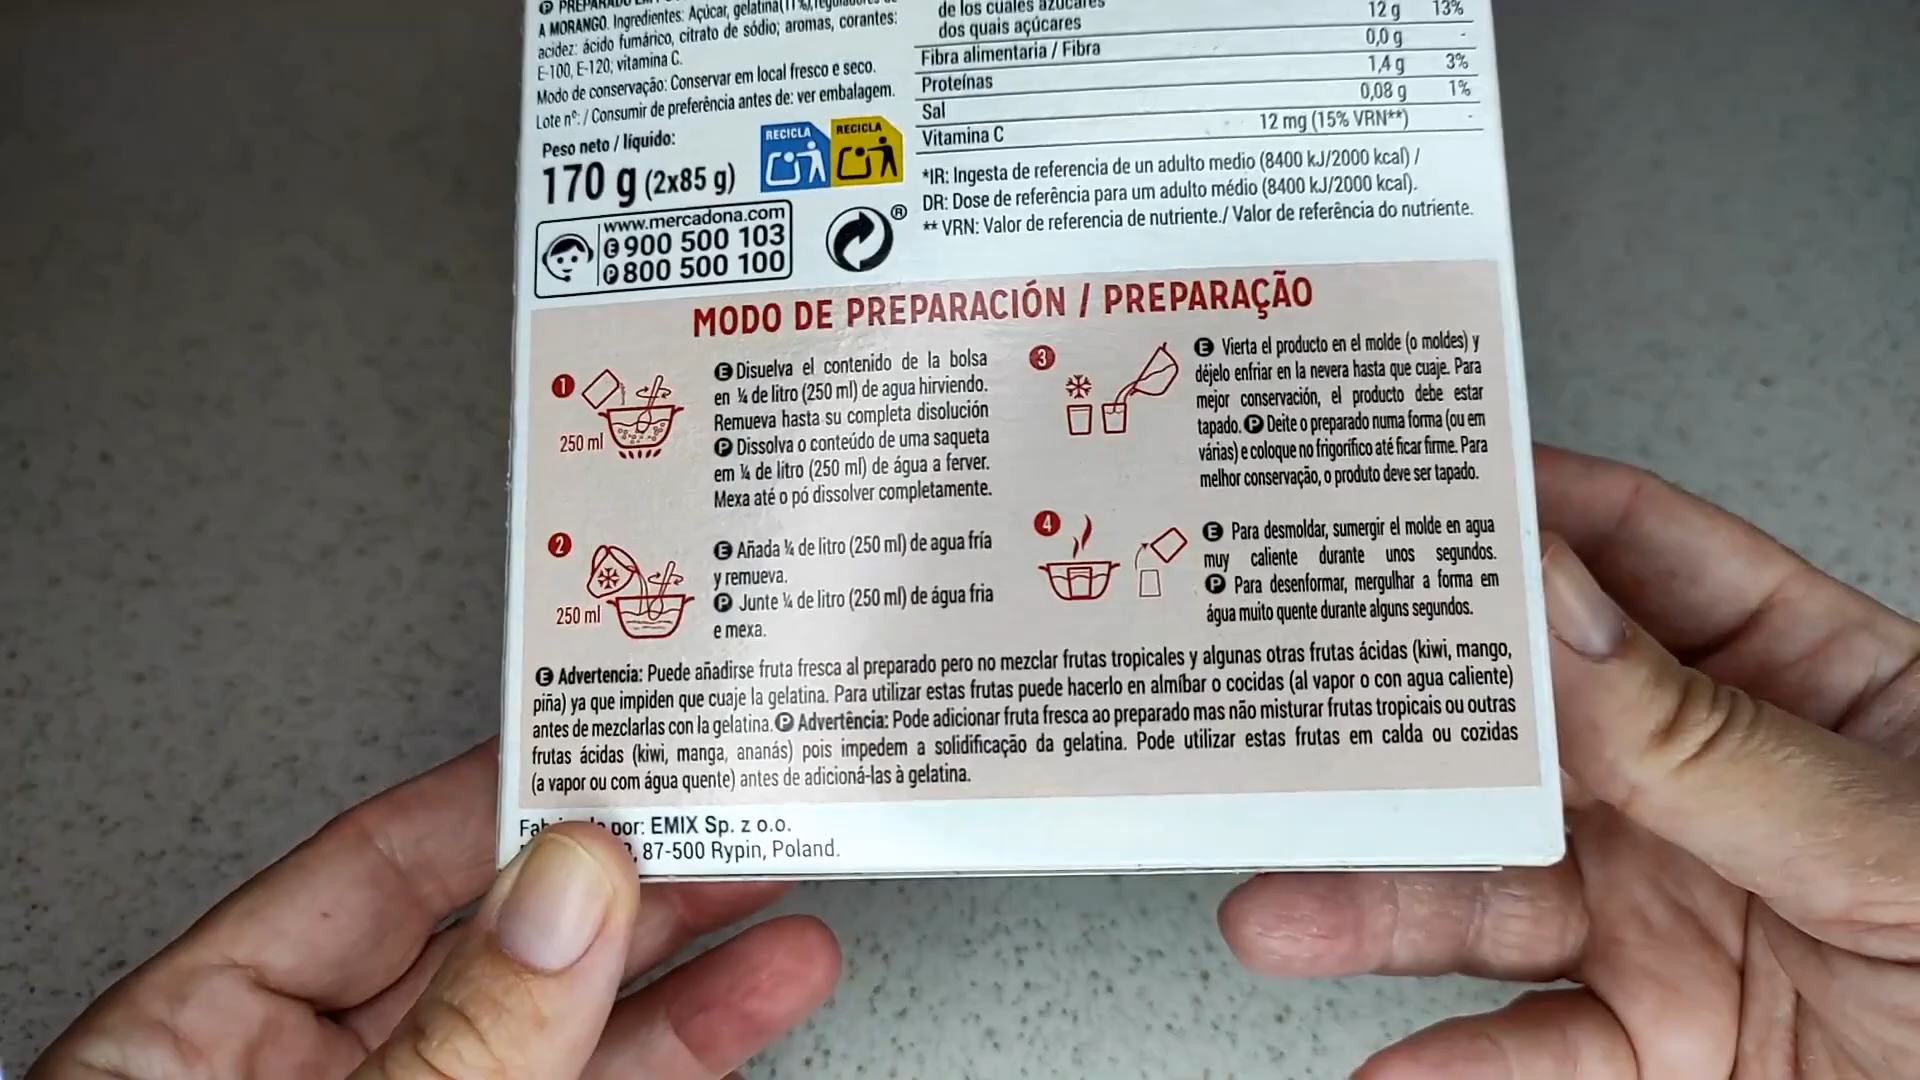 A MORANGO. Ingredientes: Açúcar, gelatina (11%), reguladores de
acidez: ácido fumárico, citrato de sódio; aromas, corantes:
E-100, E-120; vitamina C.
Modo de conservação: Conservar em local fresco e seco.
Lote nº: / Consumir de preferência antes de: ver embalagem.
Peso neto / líquido:
170 g (2x85 g)
RECICLA
RECICLA
www.mercadona.com
E 900 500 103
P 800 500 100
®
de los cuales azúcares
dos quais açúcares 12 g 13%
Fibra alimentaria / Fibra 0,0 g -
Proteínas 1,4 g 3%
Sal 0,08 g 1%
Vitamina C 12 mg (15% VRN**) -
*IR: Ingesta de referencia de un adulto medio (8400 kJ/2000 kcal) /
DR: Dose de referência para um adulto médio (8400 kJ/2000 kcal).
** VRN: Valor de referencia de nutriente./ Valor de referência do nutriente.
MODO DE PREPARACIÓN / PREPARAÇÃO
1
250 ml
E Disuelva el contenido de la bolsa
en ¼ de litro (250 ml) de agua hirviendo.
Remueva hasta su completa disolución
P Dissolva o conteúdo de uma saqueta
em ¼ de litro (250 ml) de água a ferver.
Mexa até o pó dissolver completamente.
2
250 ml
E Añada ¼ de litro (250 ml) de agua fría
y remueva.
P Junte ¼ de litro (250 ml) de água fria
e mexa.
3
E Vierta el producto en el molde (o moldes) y
déjelo enfriar en la nevera hasta que cuaje. Para
mejor conservación, el producto debe estar
tapado. P Deite o preparado numa forma (ou em
várias) e coloque no frigorífico até ficar firme. Para
melhor conservação, o produto deve ser tapado.
4
E Para desmoldar, sumergir el molde en agua
muy caliente durante unos segundos.
P Para desenformar, mergulhar a forma em
água muito quente durante alguns segundos.
E Advertencia: Puede añadirse fruta fresca al preparado pero no mezclar frutas tropicales y algunas otras frutas ácidas (kiwi, mango,
piña) ya que impiden que cuaje la gelatina. Para utilizar estas frutas puede hacerlo en almíbar o cocidas (al vapor o con agua caliente)
antes de mezclarlas con la gelatina. P Advertência: Pode adicionar fruta fresca ao preparado mas não misturar frutas tropicais ou outras
frutas ácidas (kiwi, manga, ananás) pois impedem a solidificação da gelatina. Pode utilizar estas frutas em calda ou cozidas
(a vapor ou com água quente) antes de adicioná-las à gelatina.
por: EMIX Sp. z o.o.
, 87-500 Rypin, Poland.